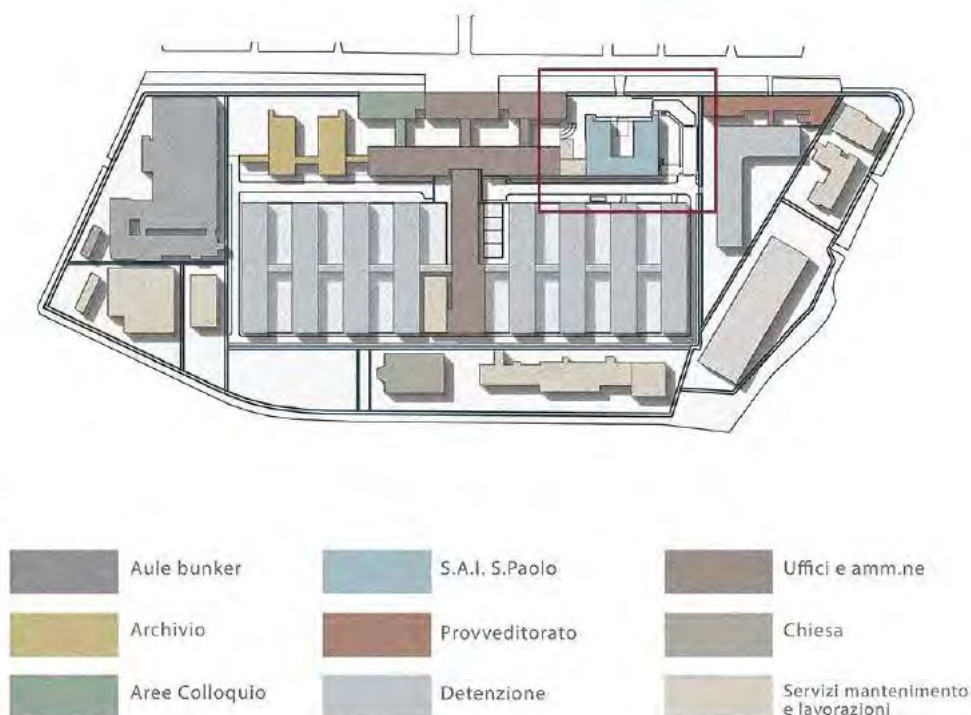 Aule bunker
S.A.I. S.Paolo
Uffici e amm.ne
Archivio
Provveditorato
Chiesa
Aree Colloquio
Detenzione
Servizi mantenimento
e lavorazioni